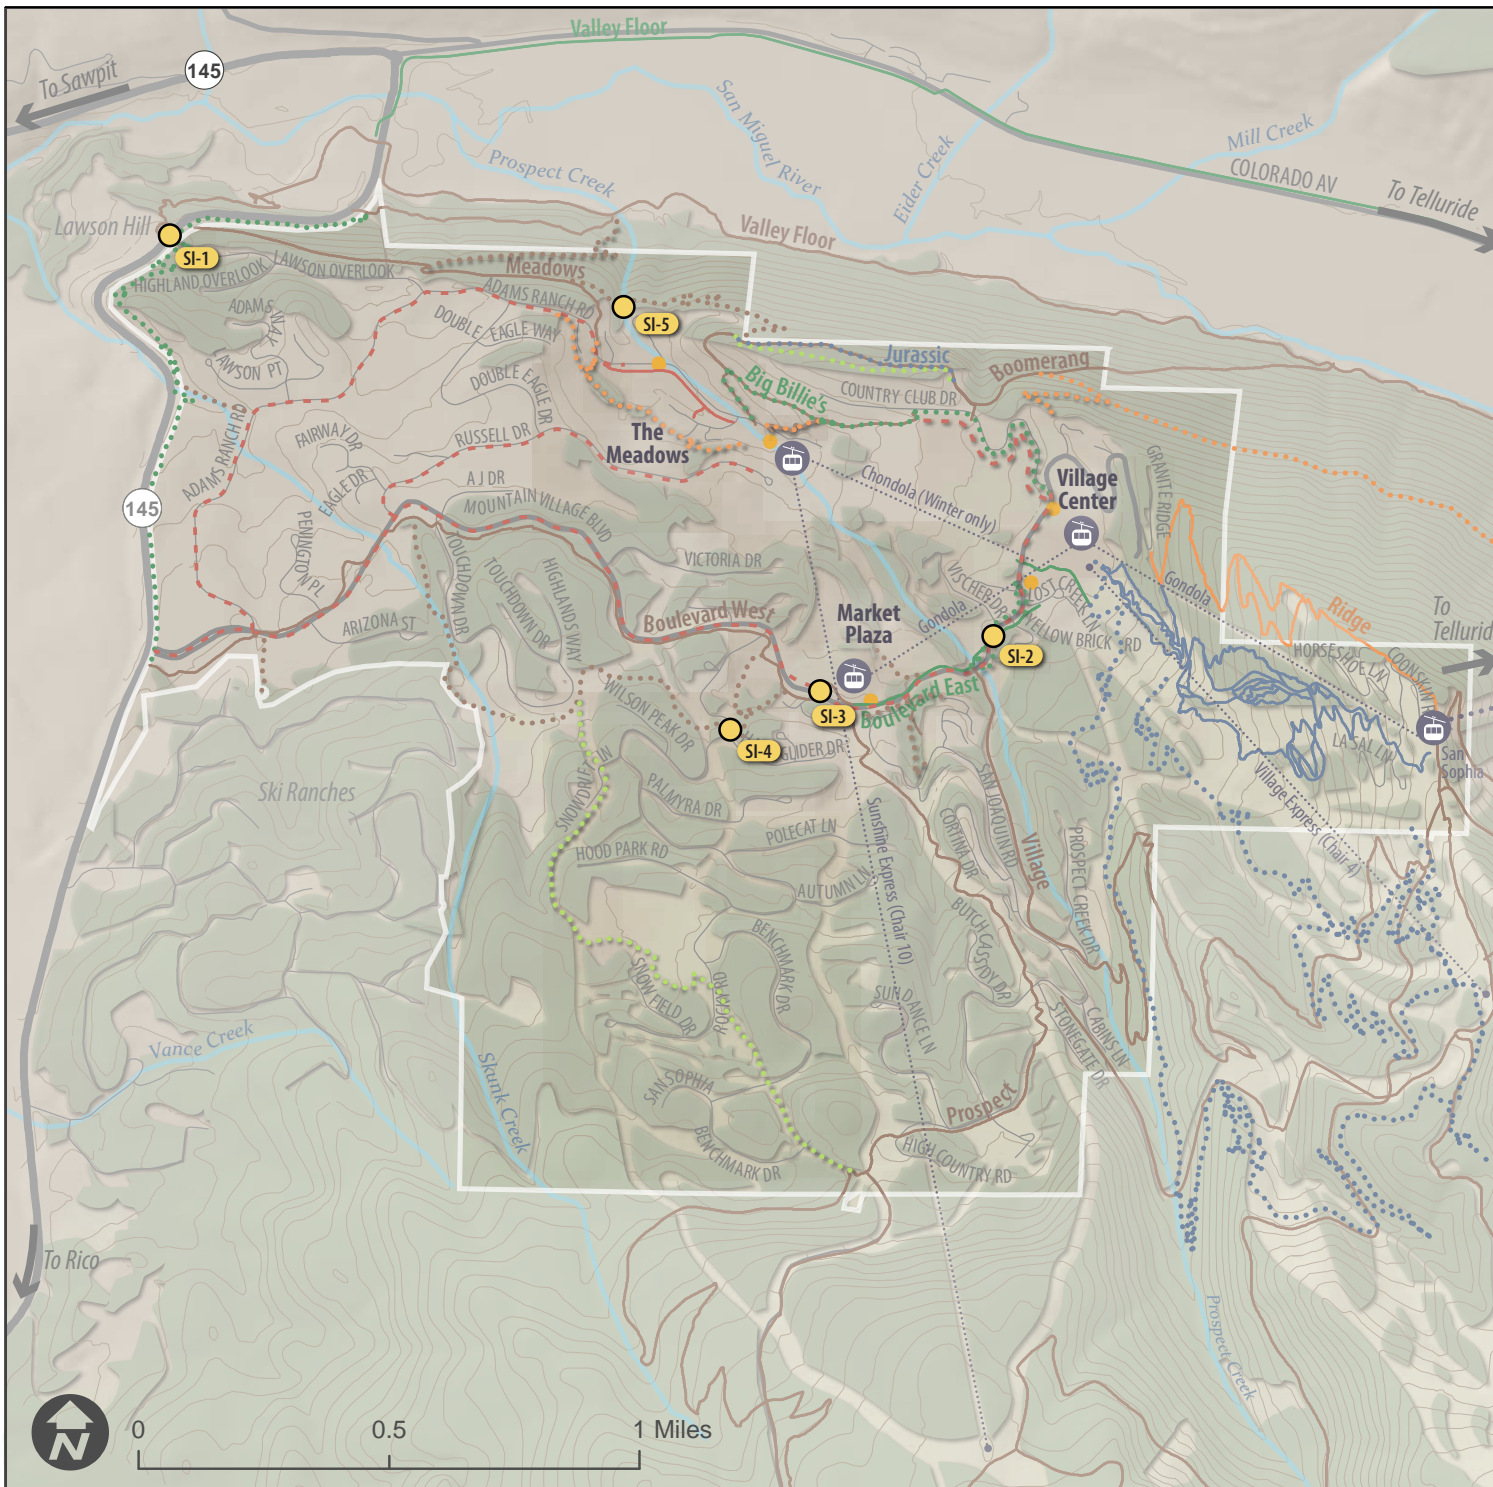 Valley Floor
To Sawpit
145
San Miguel River
Mill Creek
Eider Creek
Prospect Creek
COLORADO AV
To Telluride
Lawson Hill
SI-1
Valley Floor
HIGHLAND OVERLOOK
LAWSON OVERLOOK
Meadows
ADAMS RANCH RD
ADAMS WAY
SI-5
DOUBLE EAGLE WAY
LAWSON PT
DOUBLE EAGLE DR
Jurassic
Boomerang
Big Billie's
COUNTRY CLUB DR
ADAMS RANCH RD
FAIRWAY DR
RUSSELL DR
The
Meadows
EAGLE DR
A J DR
145
MOUNTAIN VILLAGE BLVD
Chondola (Winter only)
Village
Center
GRANITE RIDGE
PENINGTON PL
TOUCHDOWN DR
TOUCHDOWN DR
HIGHLANDS WAY
VICTORIA DR
VISCHER DR
LOST CREEK LN
Gondola
Gondola
Ridge
To
Telluride
ARIZONA ST
Boulevard West
Market
Plaza
YELLOW BRICK RD
SI-2
HORSESHOE LN
WILSON PEAK DR
Boulevard East
SI-3
SI-4
GLIDER DR
LA SAL LN
San
Sophia
Ski Ranches
SNOWDRIFT LN
PALMYRA DR
POLECAT LN
Sunshine Express (Chair 10)
CORTINA DR
SAN JOAQUIN RD
Village
PROSPECT CREEK DR
Village Express (Chair 4)
HOOD PARK RD
AUTUMN LN
BENCHMARK DR
BUTCH CASSIDY DR
SNOW FIELD DR
ROCKY RD
SUN DANCE LN
CABINS LN
STONEGATE DR
Vance Creek
Skunk Creek
SAN SOPHIA
Prospect
BENCHMARK DR
HIGH COUNTRY RD
To Rico
Prospect Creek
N
0
0.5
1 Miles